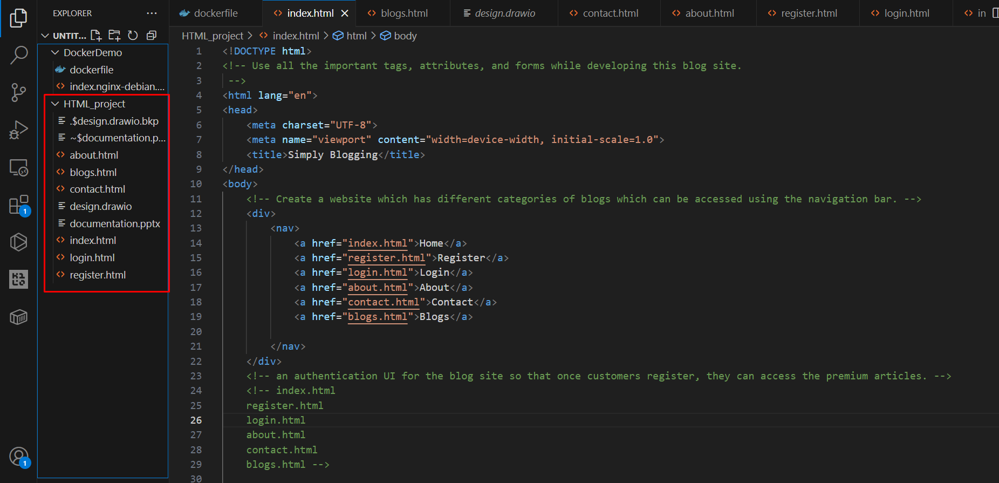 EXPLORER
UNTIT...
DockerDemo
dockerfile
index.nginx-debian....
HTML_project
.$design.drawio.bkp
~$documentation.p...
about.html
blogs.html
contact.html
design.drawio
documentation.pptx
index.html
login.html
register.html
1
1
dockerfile
index.html
blogs.html
design.drawio
contact.html
about.html
register.html
login.html
in
HTML_project > index.html > html > body
1 <!DOCTYPE html>
2 <!-- Use all the important tags, attributes, and forms while developing this blog site.
3 -->
4 <html lang="en">
5 <head>
6 <meta charset="UTF-8">
7 <meta name="viewport" content="width=device-width, initial-scale=1.0">
8 <title>Simply Blogging</title>
9 </head>
10 <body>
11 <!-- Create a website which has different categories of blogs which can be accessed using the navigation bar. -->
12 <div>
13 <nav>
14 <a href="index.html">Home</a>
15 <a href="register.html">Register</a>
16 <a href="login.html">Login</a>
17 <a href="about.html">About</a>
18 <a href="contact.html">Contact</a>
19 <a href="blogs.html">Blogs</a>
20
21 </nav>
22 </div>
23 <!-- an authentication UI for the blog site so that once customers register, they can access the premium articles. -->
24 <!-- index.html
25 register.html
26 login.html
27 about.html
28 contact.html
29 blogs.html -->
30